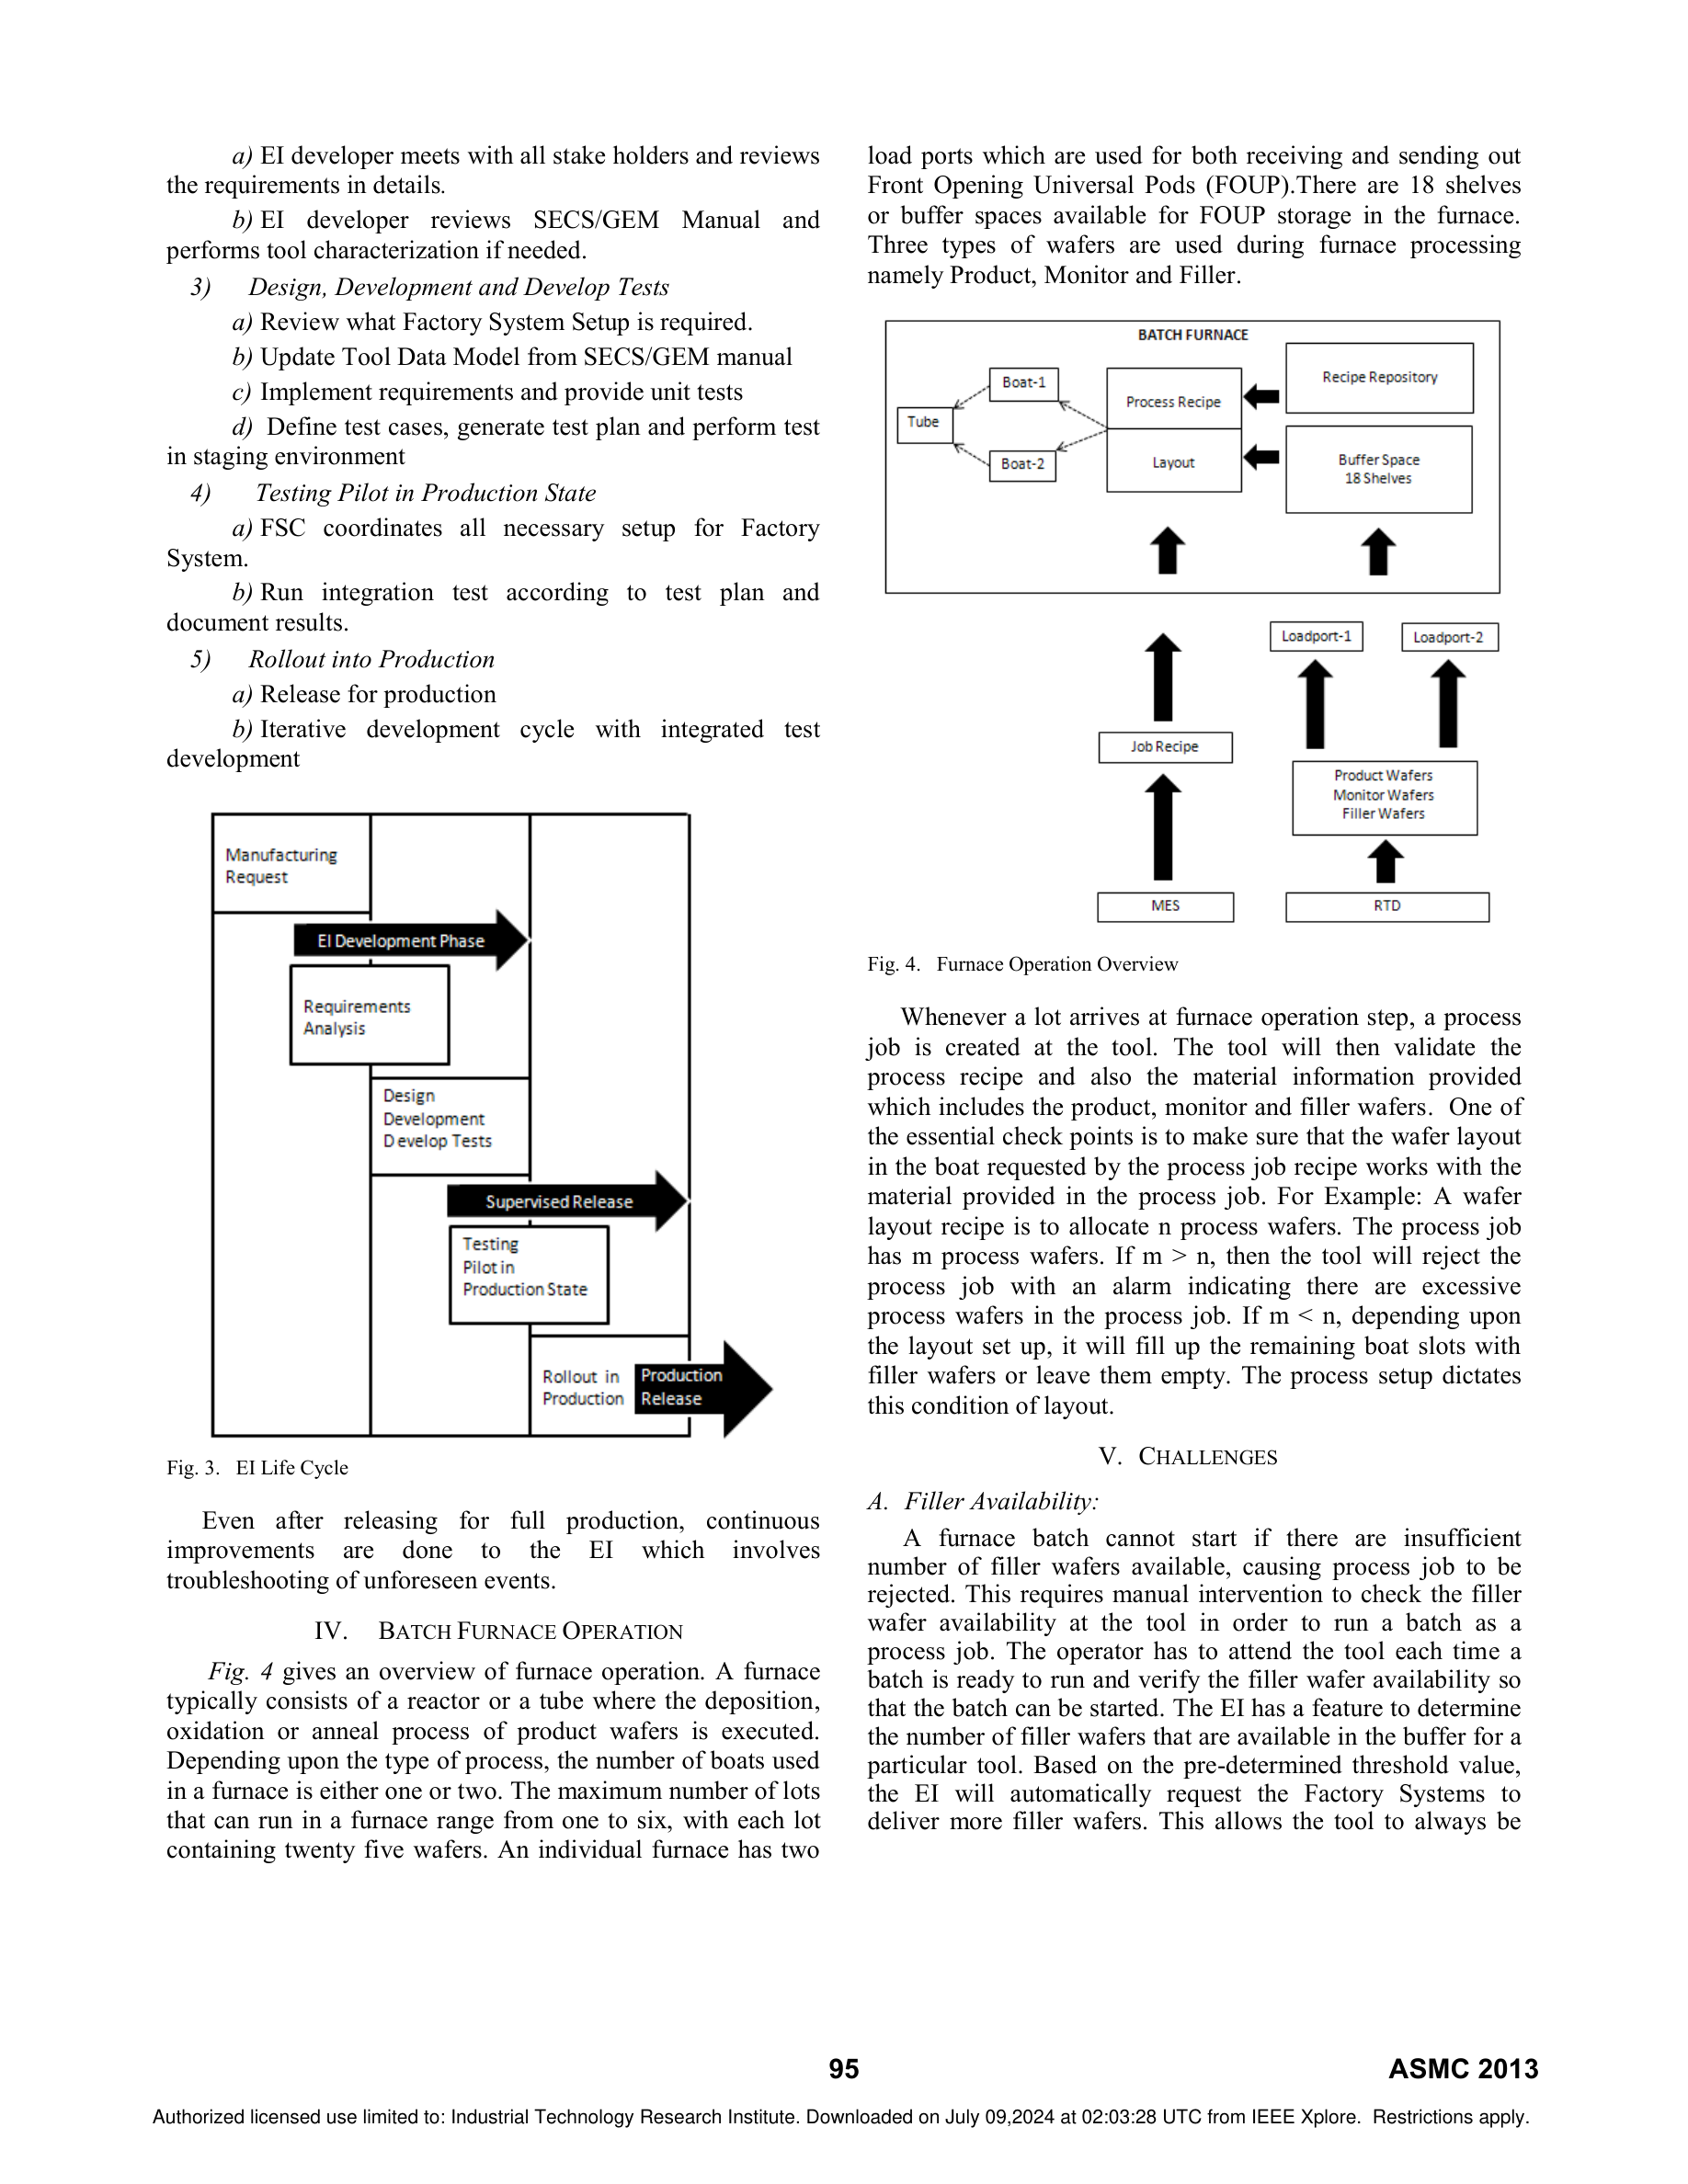 a) EI developer meets with all stake holders and reviews
the requirements in details.
b) EI developer reviews SECS/GEM Manual and
performs tool characterization if needed.
3) Design, Development and Develop Tests
a) Review what Factory System Setup is required.
b) Update Tool Data Model from SECS/GEM manual
c) Implement requirements and provide unit tests
d) Define test cases, generate test plan and perform test
in staging environment
4) Testing Pilot in Production State
a) FSC coordinates all necessary setup for Factory
System.
b) Run integration test according to test plan and
document results.
5) Rollout into Production
a) Release for production
b) Iterative development cycle with integrated test
development
Manufacturing
Request
EI Development Phase
Requirements
Analysis
Design
Development
Develop Tests
Supervised Release
Testing
Pilot in
Production State
Rollout in
Production
Production
Release
Fig. 3. EI Life Cycle
Even after releasing for full production, continuous
improvements are done to the EI which involves
troubleshooting of unforeseen events.
IV. BATCH FURNACE OPERATION
Fig. 4 gives an overview of furnace operation. A furnace
typically consists of a reactor or a tube where the deposition,
oxidation or anneal process of product wafers is executed.
Depending upon the type of process, the number of boats used
in a furnace is either one or two. The maximum number of lots
that can run in a furnace range from one to six, with each lot
containing twenty five wafers. An individual furnace has two
load ports which are used for both receiving and sending out
Front Opening Universal Pods (FOUP).There are 18 shelves
or buffer spaces available for FOUP storage in the furnace.
Three types of wafers are used during furnace processing
namely Product, Monitor and Filler.
BATCH FURNACE
Boat-1
Tube
Boat-2
Process Recipe
Layout
Recipe Repository
Buffer Space
18 Shelves
Loadport-1
Loadport-2
Job Recipe
Product Wafers
Monitor Wafers
Filler Wafers
MES
RTD
Fig. 4. Furnace Operation Overview
Whenever a lot arrives at furnace operation step, a process
job is created at the tool. The tool will then validate the
process recipe and also the material information provided
which includes the product, monitor and filler wafers. One of
the essential check points is to make sure that the wafer layout
in the boat requested by the process job recipe works with the
material provided in the process job. For Example: A wafer
layout recipe is to allocate n process wafers. The process job
has m process wafers. If m > n, then the tool will reject the
process job with an alarm indicating there are excessive
process wafers in the process job. If m < n, depending upon
the layout set up, it will fill up the remaining boat slots with
filler wafers or leave them empty. The process setup dictates
this condition of layout.
V. CHALLENGES
A. Filler Availability:
A furnace batch cannot start if there are insufficient
number of filler wafers available, causing process job to be
rejected. This requires manual intervention to check the filler
wafer availability at the tool in order to run a batch as a
process job. The operator has to attend the tool each time a
batch is ready to run and verify the filler wafer availability so
that the batch can be started. The EI has a feature to determine
the number of filler wafers that are available in the buffer for a
particular tool. Based on the pre-determined threshold value,
the EI will automatically request the Factory Systems to
deliver more filler wafers. This allows the tool to always be
95
ASMC 2013
Authorized licensed use limited to: Industrial Technology Research Institute. Downloaded on July 09,2024 at 02:03:28 UTC from IEEE Xplore. Restrictions apply.